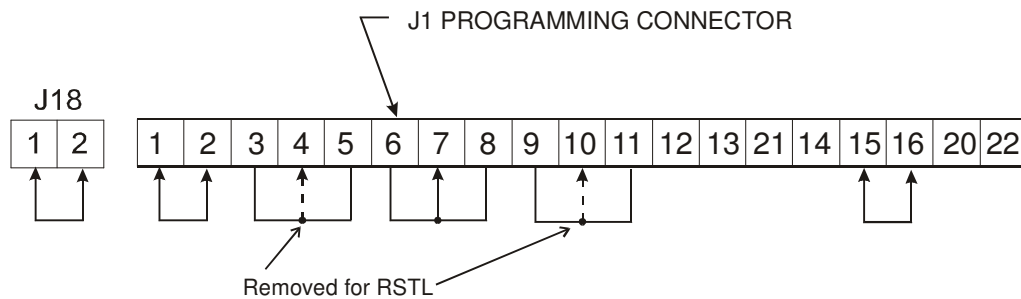 J1 PROGRAMMING CONNECTOR
J18
1 2
1 2 3 4 5 6 7 8 9 10 11 12 13 21 14 15 16 20 22
Removed for RSTL